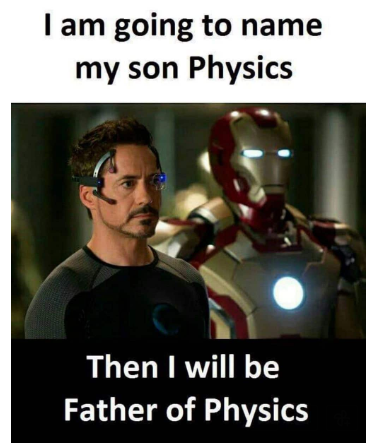 I am going to name
my son Physics
Then I will be
Father of Physics